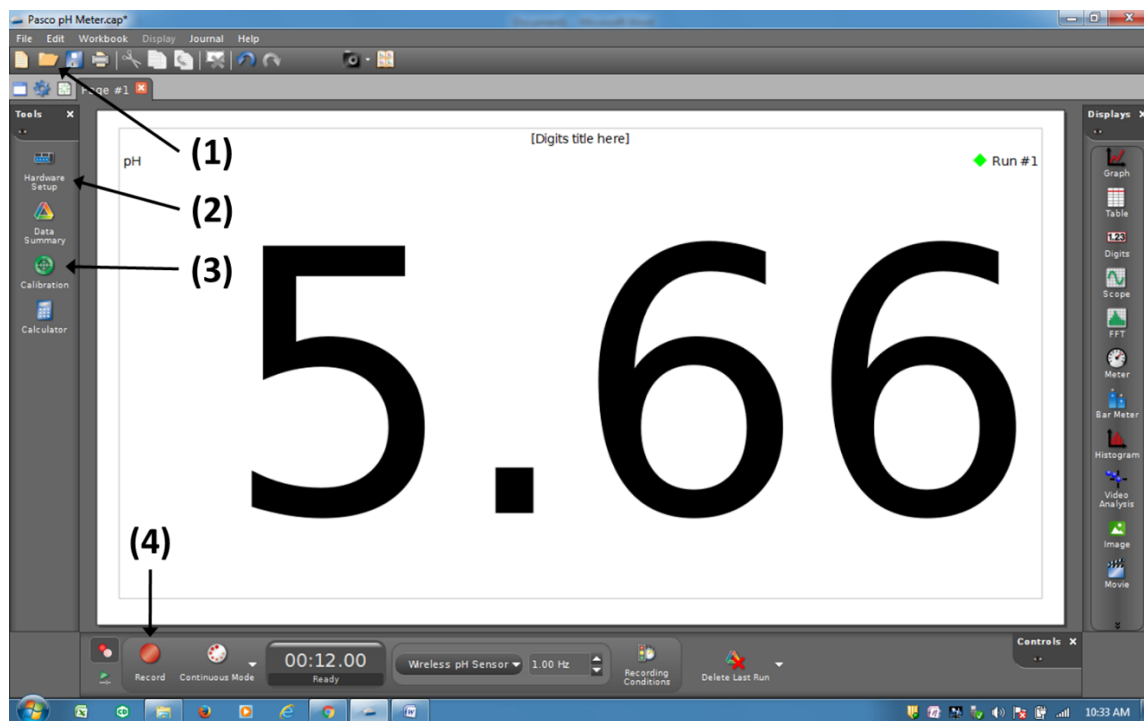 Pasco pH Meter.cap*
File Edit Workbook Display Journal Help
Page #1
Tools
Displays
[Digits title here]
pH
Run #1
(1)
(2)
(3)
(4)
Hardware
Setup
Data
Summary
Calibration
Calculator
5.66
Graph
Table
1.23
Digits
Scope
FFT
Meter
Bar Meter
Histogram
Video
Analysis
Image
Movie
Record
Continuous Mode
00:12.00
Ready
Wireless pH Sensor
1.00 Hz
Recording
Conditions
Delete Last Run
Controls
10:33 AM